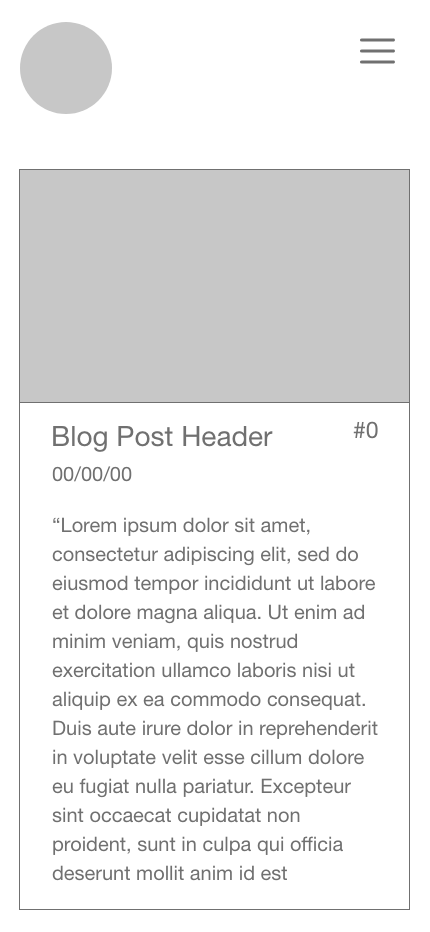 Blog Post Header
#0
00/00/00
“Lorem ipsum dolor sit amet,
consectetur adipiscing elit, sed do
eiusmod tempor incididunt ut labore
et dolore magna aliqua. Ut enim ad
minim veniam, quis nostrud
exercitation ullamco laboris nisi ut
aliquip ex ea commodo consequat.
Duis aute irure dolor in reprehenderit
in voluptate velit esse cillum dolore
eu fugiat nulla pariatur. Excepteur
sint occaecat cupidatat non
proident, sunt in culpa qui officia
deserunt mollit anim id est